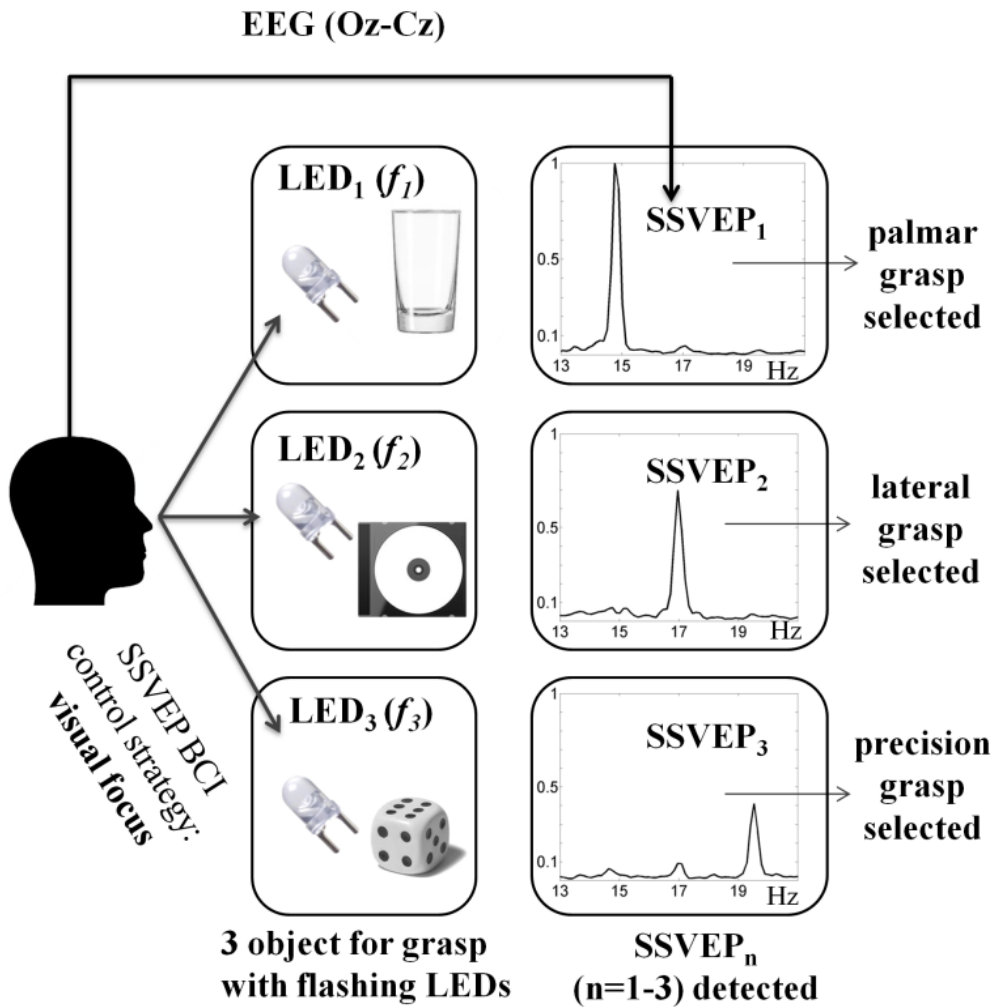 EEG (Oz-Cz)
LED1 (f1)
1
0.5
0.1
13 15 17 19 Hz
SSVEP1
palmar
grasp
selected
LED2 (f2)
1
0.5
0.1
13 15 17 19 Hz
SSVEP2
lateral
grasp
selected
SSVEP BCI
control strategy:
visual focus
LED3 (f3)
1
0.5
0.1
13 15 17 19 Hz
SSVEP3
precision
grasp
selected
3 object for grasp
with flashing LEDs
SSVEPn
(n=1-3) detected